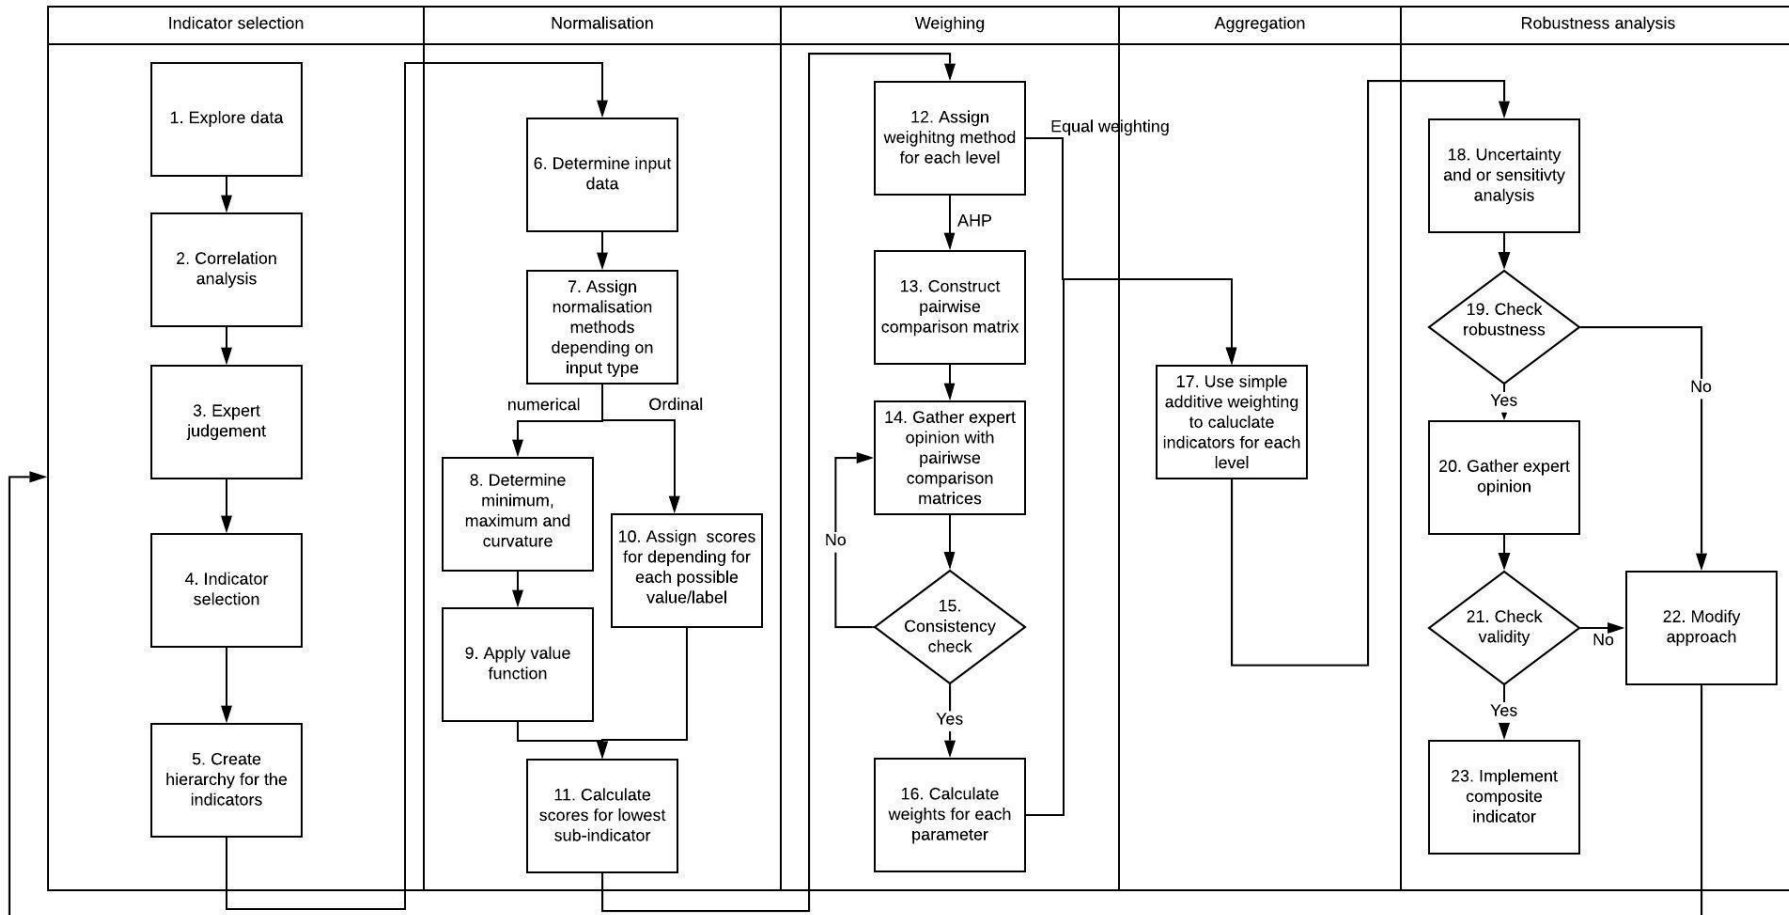 Indicator selection
Normalisation
Weighing
Aggregation
Robustness analysis
1. Explore data
2. Correlation
analysis
3. Expert
judgement
4. Indicator
selection
5. Create
hierarchy for the
indicators
6. Determine input
data
7. Assign
normalisation
methods
depending on
input type
numerical
Ordinal
8. Determine
minimum,
maximum and
curvature
9. Apply value
function
10. Assign  scores
for depending for
each possible
value/label
11. Calculate
scores for lowest
sub-indicator
12. Assign
weighitng method
for each level
Equal weighting
AHP
13. Construct
pairwise
comparison matrix
14. Gather expert
opinion with
pairiwse
comparison
matrices
No
15.
Consistency
check
Yes
16. Calculate
weights for each
parameter
17. Use simple
additive weighting
to caluclate
indicators for each
level
18. Uncertainty
and or sensitivty
analysis
19. Check
robustness
No
Yes
20. Gather expert
opinion
21. Check
validity
No
22. Modify
approach
Yes
23. Implement
composite
indicator